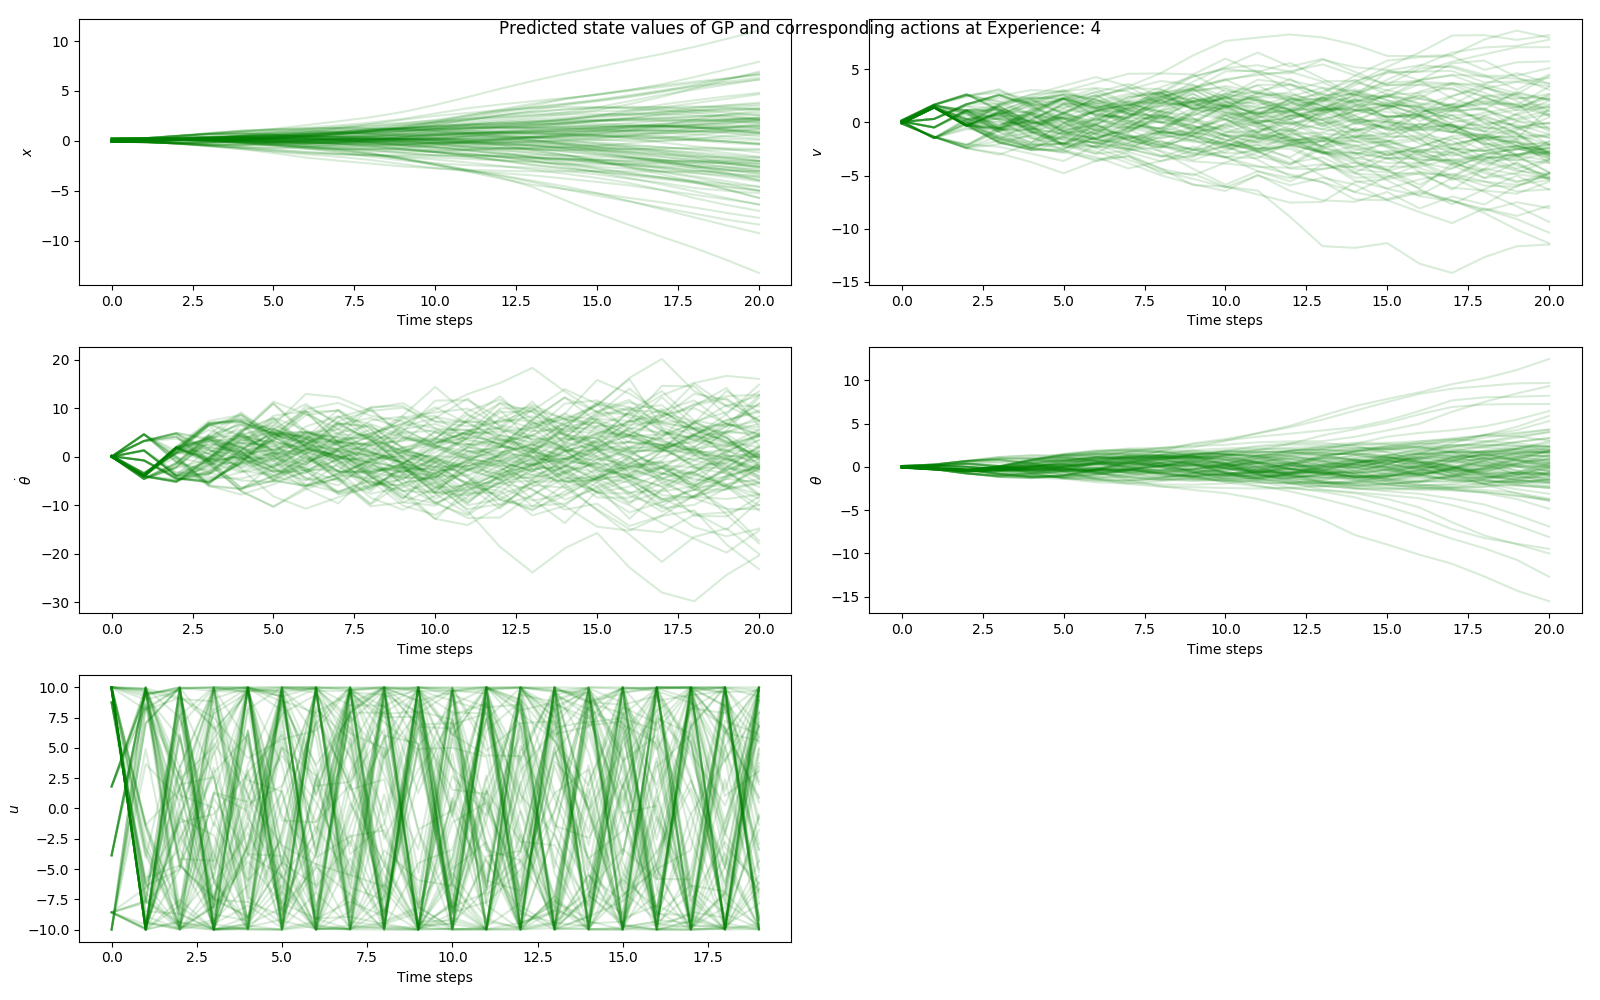 Predicted state values of GP and corresponding actions at Experience: 4
10
5
0
−5
−10
x
0.0 2.5 5.0 7.5 10.0 12.5 15.0 17.5 20.0
Time steps
5
0
−5
−10
−15
v
0.0 2.5 5.0 7.5 10.0 12.5 15.0 17.5 20.0
Time steps
20
10
0
−10
−20
−30
θ̇
0.0 2.5 5.0 7.5 10.0 12.5 15.0 17.5 20.0
Time steps
10
5
0
−5
−10
−15
θ
0.0 2.5 5.0 7.5 10.0 12.5 15.0 17.5 20.0
Time steps
10.0
7.5
5.0
2.5
0.0
−2.5
−5.0
−7.5
−10.0
u
0.0 2.5 5.0 7.5 10.0 12.5 15.0 17.5
Time steps